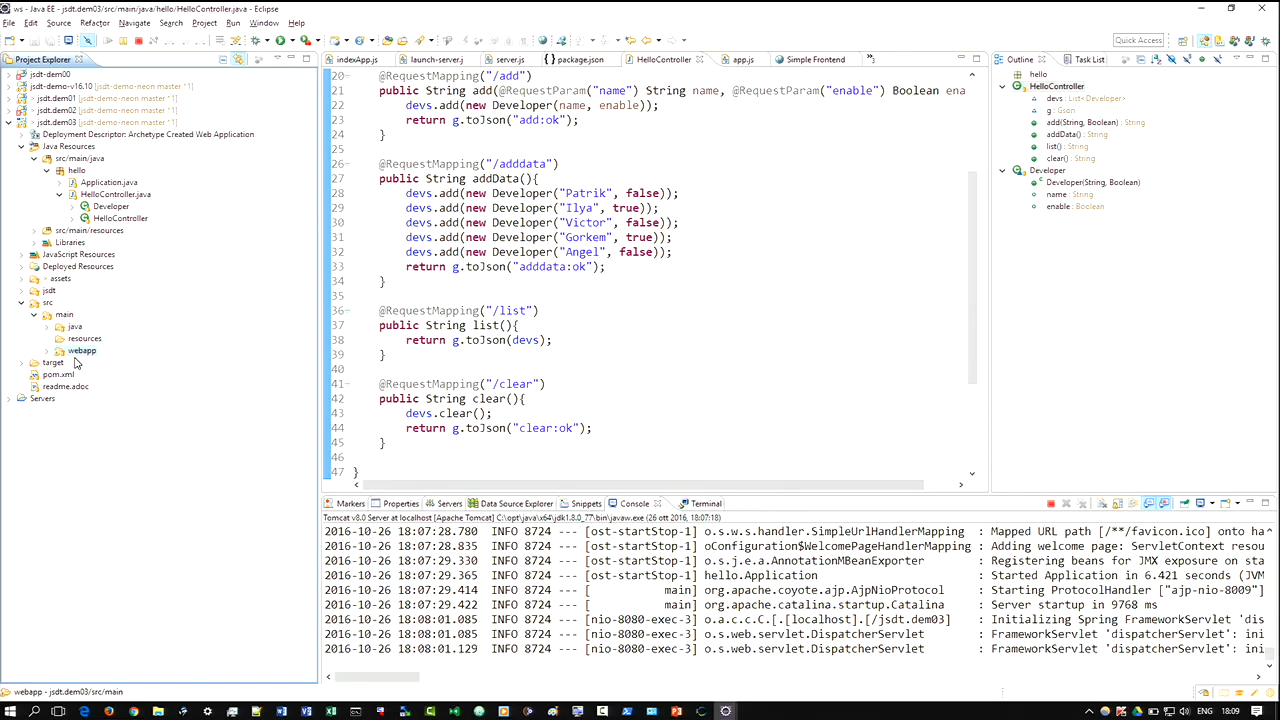 ws - Java EE - jsdt.dem03/src/main/java/hello/HelloController.java - Eclipse
File Edit Source Refactor Navigate Search Project Run Window Help
Quick Access
Project Explorer
jsdt-dem00
jsdt-demo-v16.10 [jsdt-demo-neon master ↑1]
> jsdt.dem01 [jsdt-demo-neon master ↑1]
> jsdt.dem02 [jsdt-demo-neon master ↑1]
> jsdt.dem03 [jsdt-demo-neon master ↑1]
Deployment Descriptor: Archetype Created Web Application
Java Resources
src/main/java
hello
Application.java
HelloController.java
Developer
HelloController
src/main/resources
Libraries
JavaScript Resources
Deployed Resources
> assets
jsdt
src
main
java
resources
webapp
target
pom.xml
readme.adoc
Servers
indexApp.js launch-server.j server.js package.json HelloController app.js Simple Frontend
20 @RequestMapping("/add")
21 public String add(@RequestParam("name") String name, @RequestParam("enable") Boolean ena
22 devs.add(new Developer(name, enable));
23 return g.toJson("add:ok");
24 }
25
26 @RequestMapping("/adddata")
27 public String addData(){
28 devs.add(new Developer("Patrik", false));
29 devs.add(new Developer("Ilya", true));
30 devs.add(new Developer("Victor", false));
31 devs.add(new Developer("Gorkem", true));
32 devs.add(new Developer("Angel", false));
33 return g.toJson("adddata:ok");
34 }
35
36 @RequestMapping("/list")
37 public String list(){
38 return g.toJson(devs);
39 }
40
41 @RequestMapping("/clear")
42 public String clear(){
43 devs.clear();
44 return g.toJson("clear:ok");
45 }
46
47 }
Outline Task List
hello
HelloController
devs : List<Developer>
g : Gson
add(String, Boolean) : String
addData() : String
list() : String
clear() : String
Developer
Developer(String, Boolean)
name : String
enable : Boolean
Markers Properties Servers Data Source Explorer Snippets Console Terminal
Tomcat v8.0 Server at localhost [Apache Tomcat] C:\opt\java\x64\jdk1.8.0_77\bin\javaw.exe (26 ott 2016, 18:07:18)
2016-10-26 18:07:28.780 INFO 8724 --- [ost-startStop-1] o.s.w.s.handler.SimpleUrlHandlerMapping : Mapped URL path [/**/favicon.ico] onto ha
2016-10-26 18:07:28.835 INFO 8724 --- [ost-startStop-1] oConfiguration$WelcomePageHandlerMapping : Adding welcome page: ServletContext resou
2016-10-26 18:07:29.330 INFO 8724 --- [ost-startStop-1] o.s.j.e.a.AnnotationMBeanExporter : Registering beans for JMX exposure on sta
2016-10-26 18:07:29.365 INFO 8724 --- [ost-startStop-1] hello.Application : Started Application in 6.421 seconds (JVM
2016-10-26 18:07:29.414 INFO 8724 --- [ main] org.apache.coyote.ajp.AjpNioProtocol : Starting ProtocolHandler ["ajp-nio-8009"]
2016-10-26 18:07:29.422 INFO 8724 --- [ main] org.apache.catalina.startup.Catalina : Server startup in 9768 ms
2016-10-26 18:08:01.085 INFO 8724 --- [nio-8080-exec-3] o.a.c.c.C.[.[localhost].[/jsdt.dem03] : Initializing Spring FrameworkServlet 'dis
2016-10-26 18:08:01.085 INFO 8724 --- [nio-8080-exec-3] o.s.web.servlet.DispatcherServlet : FrameworkServlet 'dispatcherServlet': ini
2016-10-26 18:08:01.129 INFO 8724 --- [nio-8080-exec-3] o.s.web.servlet.DispatcherServlet : FrameworkServlet 'dispatcherServlet': ini
webapp - jsdt.dem03/src/main
ENG 18:09